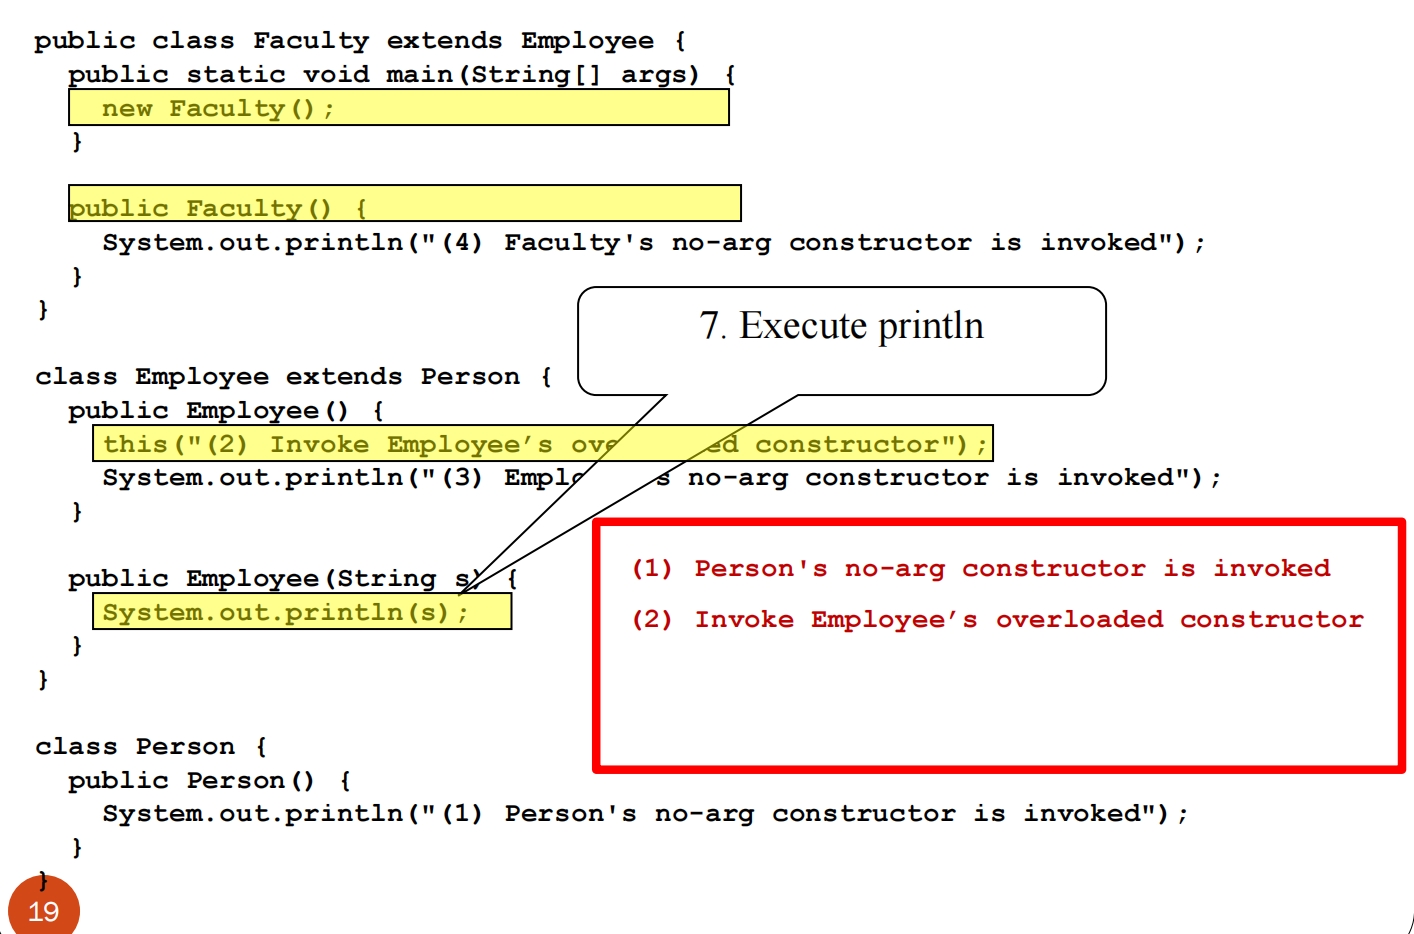 public class Faculty extends Employee {
public static void main(String[] args) {
new Faculty();
}
public Faculty() {
System.out.println("(4) Faculty's no-arg constructor is invoked");
}
}
7. Execute println
class Employee extends Person {
public Employee() {
this("(2) Invoke Employee’s ove ed constructor");
System.out.println("(3) Emplo s no-arg constructor is invoked");
}
public Employee(String s) {
System.out.println(s);
}
}
(1) Person's no-arg constructor is invoked
(2) Invoke Employee’s overloaded constructor
class Person {
public Person() {
System.out.println("(1) Person's no-arg constructor is invoked");
}
}
19